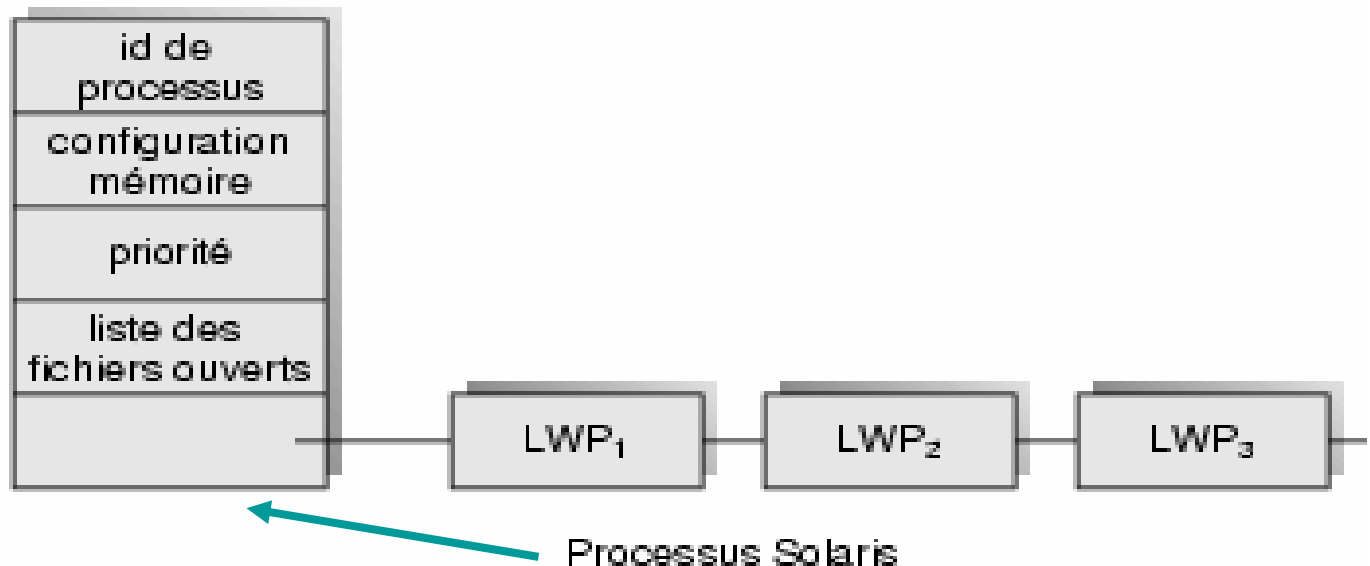 id de
processus
configuration
mémoire
priorité
liste des
fichiers ouverts
LWP₁
LWP₂
LWP₃
Processus Solaris